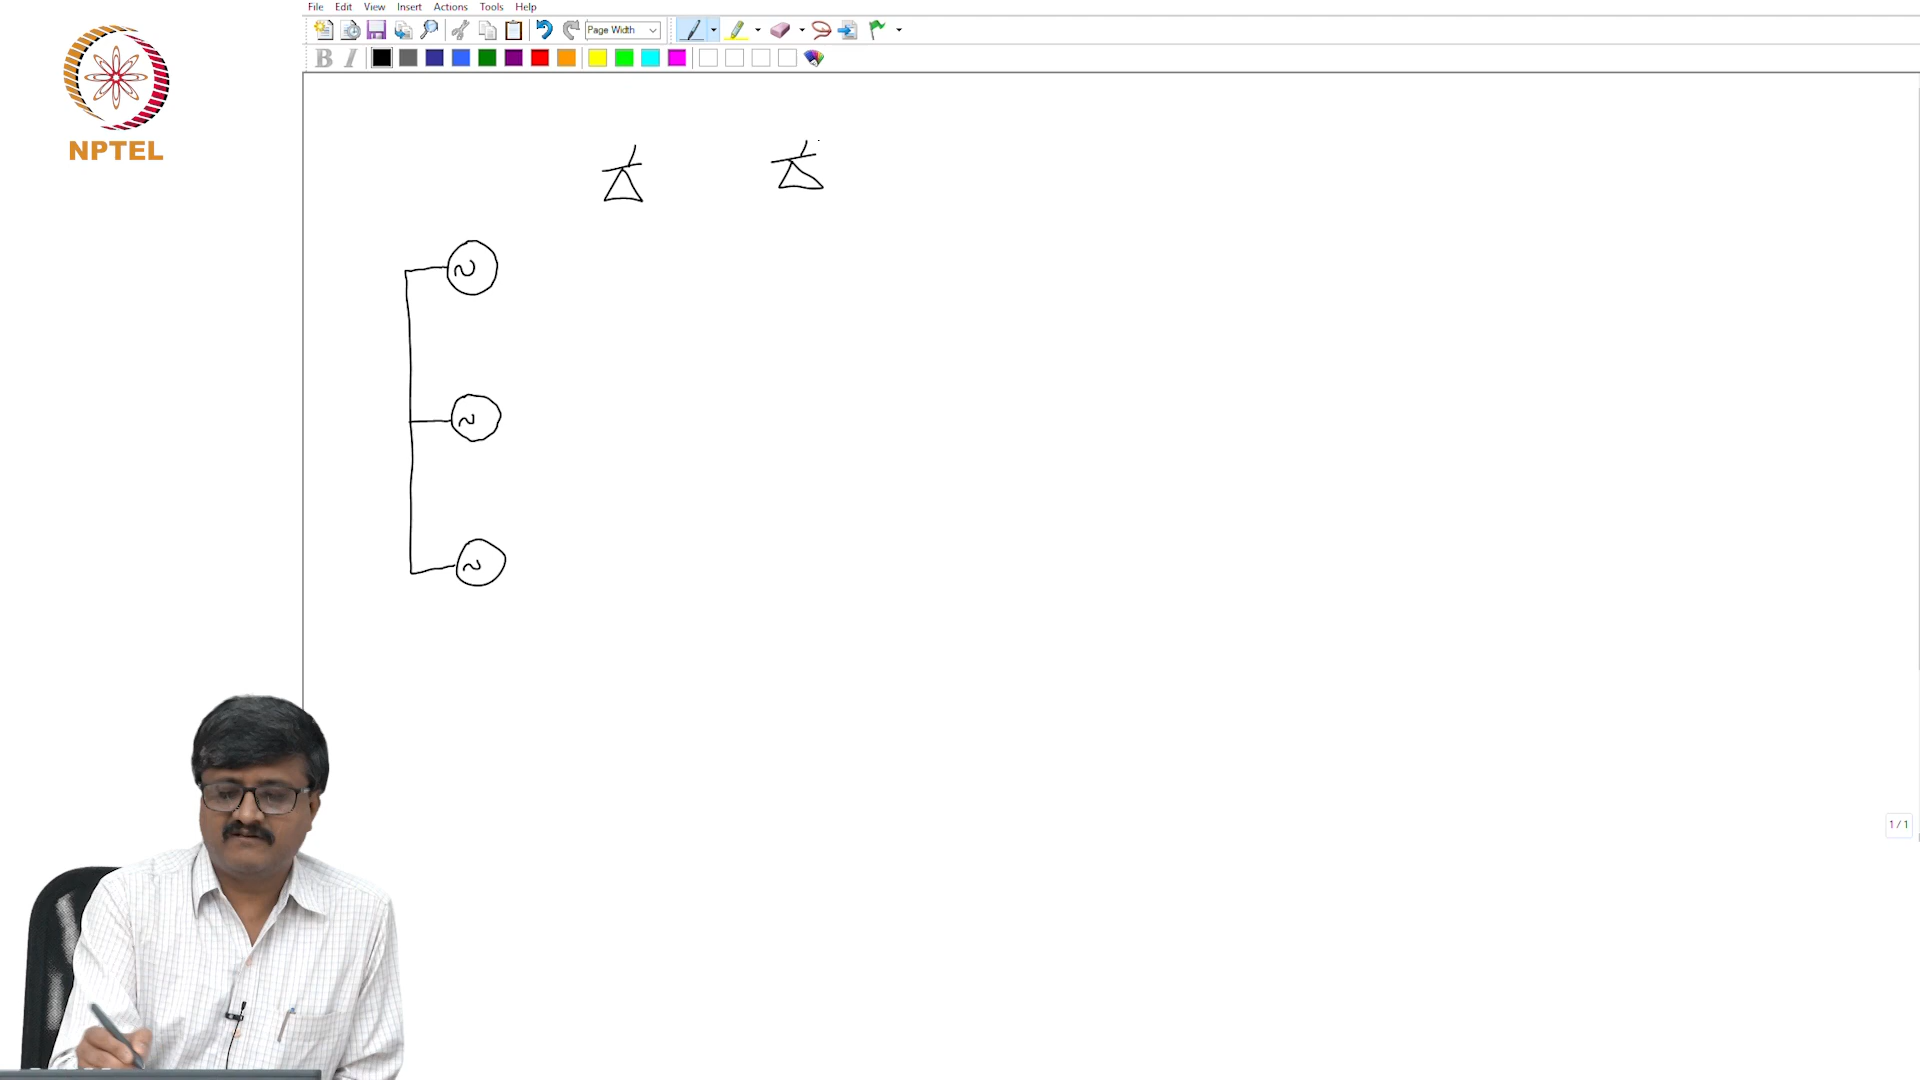 File Edit View Insert Actions Tools Help
Page Width
B I
NPTEL
~
~
~
1 / 1